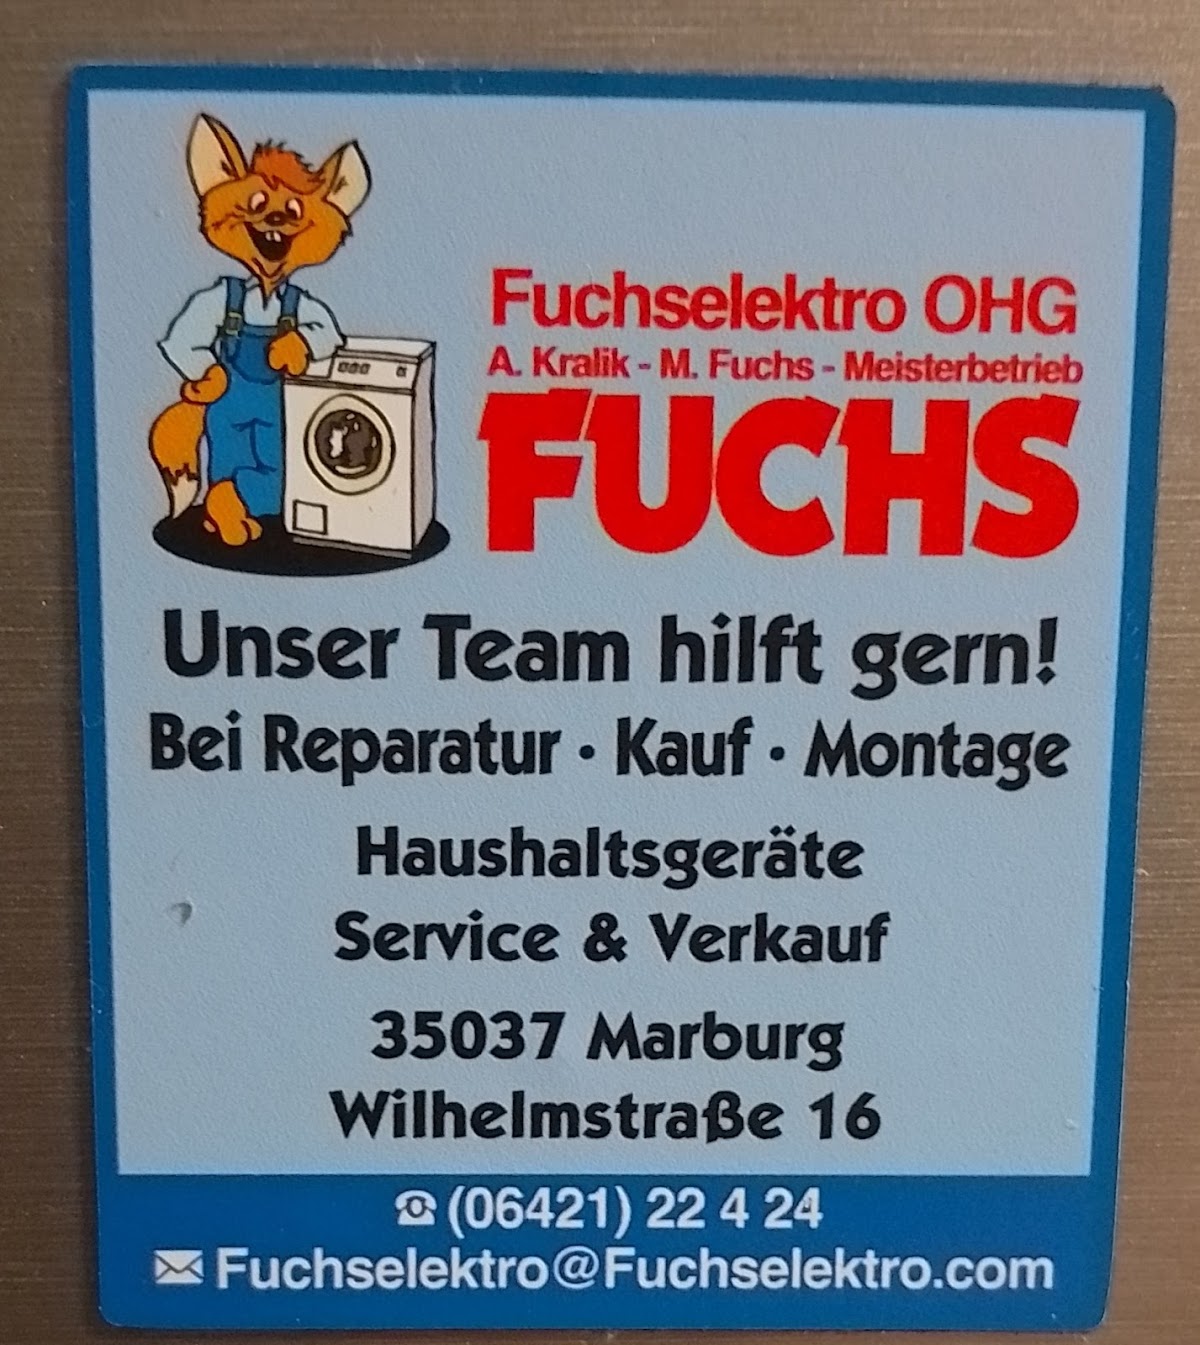 Fuchselektro OHG
A. Kralik - M. Fuchs - Meisterbetrieb
FUCHS
Unser Team hilft gern!
Bei Reparatur · Kauf · Montage
Haushaltsgeräte
Service & Verkauf
35037 Marburg
Wilhelmstraße 16
☎ (06421) 22 4 24
✉ Fuchselektro@Fuchselektro.com